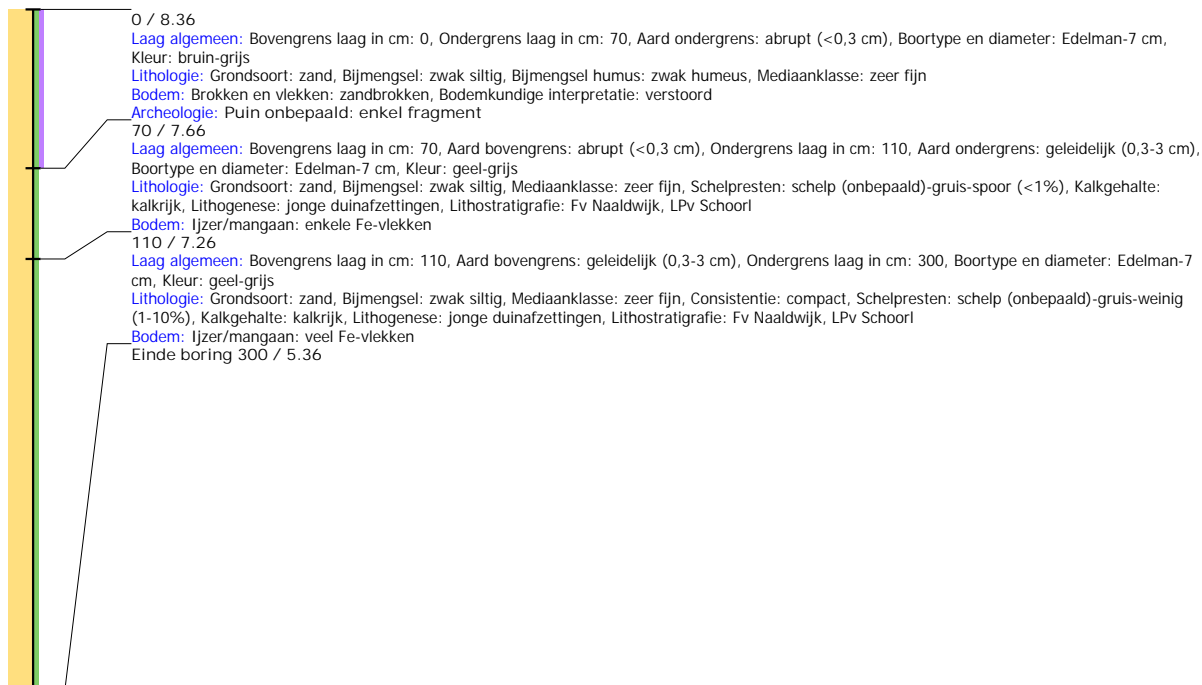 0 / 8.36
Laag algemeen: Bovengrens laag in cm: 0, Ondergrens laag in cm: 70, Aard ondergrens: abrupt (<0,3 cm), Boortype en diameter: Edelman-7 cm,
Kleur: bruin-grijs
Lithologie: Grondsoort: zand, Bijmengsel: zwak siltig, Bijmengsel humus: zwak humeus, Mediaanklasse: zeer fijn
Bodem: Brokken en vlekken: zandbrokken, Bodemkundige interpretatie: verstoord
Archeologie: Puin onbepaald: enkel fragment
70 / 7.66
Laag algemeen: Bovengrens laag in cm: 70, Aard bovengrens: abrupt (<0,3 cm), Ondergrens laag in cm: 110, Aard ondergrens: geleidelijk (0,3-3 cm),
Boortype en diameter: Edelman-7 cm, Kleur: geel-grijs
Lithologie: Grondsoort: zand, Bijmengsel: zwak siltig, Mediaanklasse: zeer fijn, Schelpresten: schelp (onbepaald)-gruis-spoor (<1%), Kalkgehalte:
kalkrijk, Lithogenese: jonge duinafzettingen, Lithostratigrafie: Fv Naaldwijk, LPv Schoorl
Bodem: Ijzer/mangaan: enkele Fe-vlekken
110 / 7.26
Laag algemeen: Bovengrens laag in cm: 110, Aard bovengrens: geleidelijk (0,3-3 cm), Ondergrens laag in cm: 300, Boortype en diameter: Edelman-7
cm, Kleur: geel-grijs
Lithologie: Grondsoort: zand, Bijmengsel: zwak siltig, Mediaanklasse: zeer fijn, Consistentie: compact, Schelpresten: schelp (onbepaald)-gruis-weinig
(1-10%), Kalkgehalte: kalkrijk, Lithogenese: jonge duinafzettingen, Lithostratigrafie: Fv Naaldwijk, LPv Schoorl
Bodem: Ijzer/mangaan: veel Fe-vlekken
Einde boring 300 / 5.36